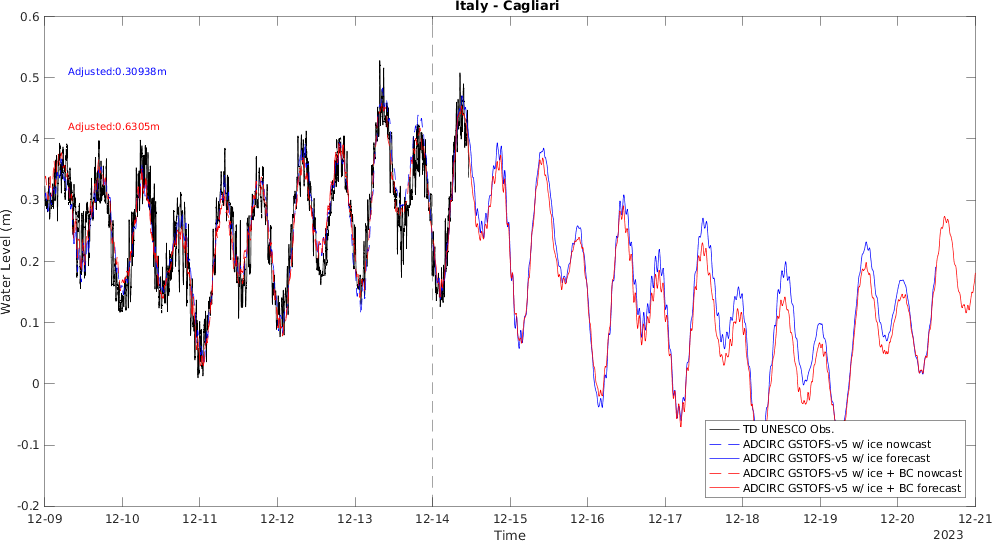 Italy - Cagliari
0.6
0.5
0.4
0.3
0.2
0.1
0
-0.1
-0.2
Water Level (m)
Adjusted:0.30938m
Adjusted:0.6305m
TD UNESCO Obs.
ADCIRC GSTOFS-v5 w/ ice nowcast
ADCIRC GSTOFS-v5 w/ ice forecast
ADCIRC GSTOFS-v5 w/ ice + BC nowcast
ADCIRC GSTOFS-v5 w/ ice + BC forecast
12-09 12-10 12-11 12-12 12-13 12-14 12-15 12-16 12-17 12-18 12-19 12-20 12-21
Time
2023